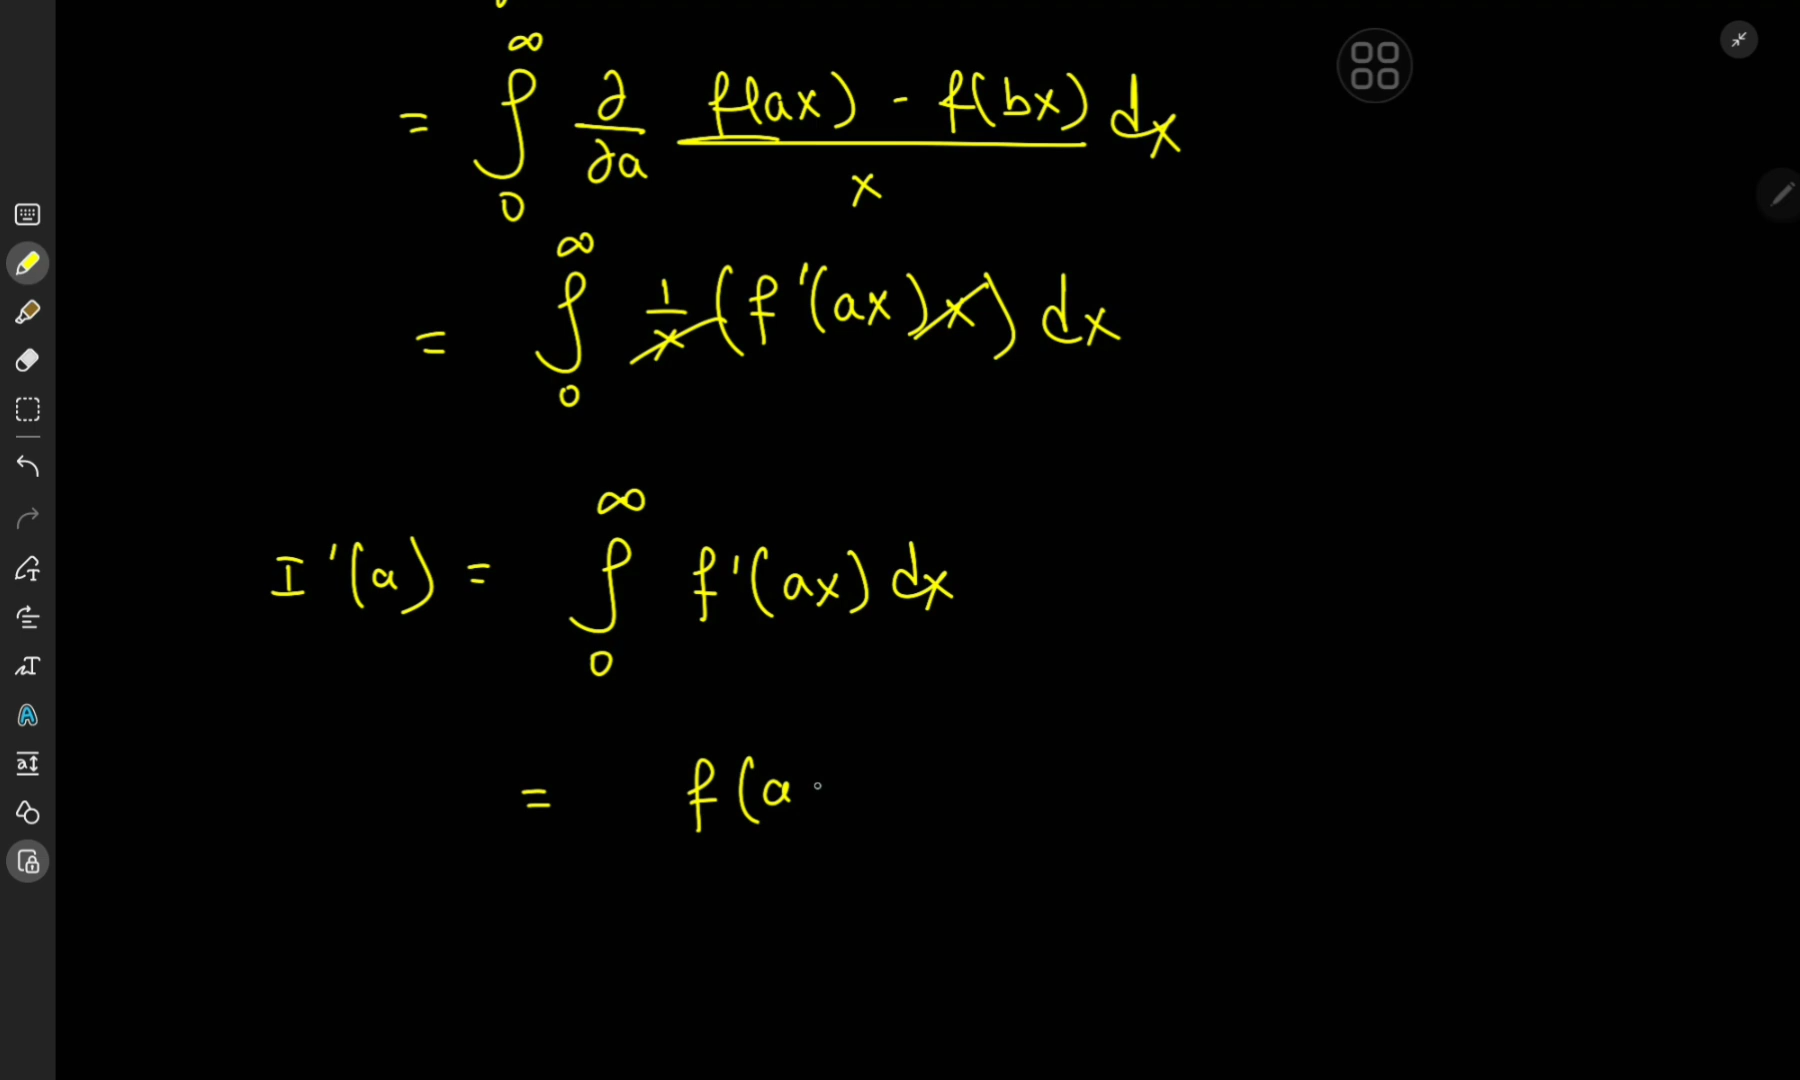 = ∫₀^∞ ∂/∂a (f(ax) - f(bx))/x dx
= ∫₀^∞ 1/x (f'(ax)x) dx
I'(a) = ∫₀^∞ f'(ax) dx
= f(a